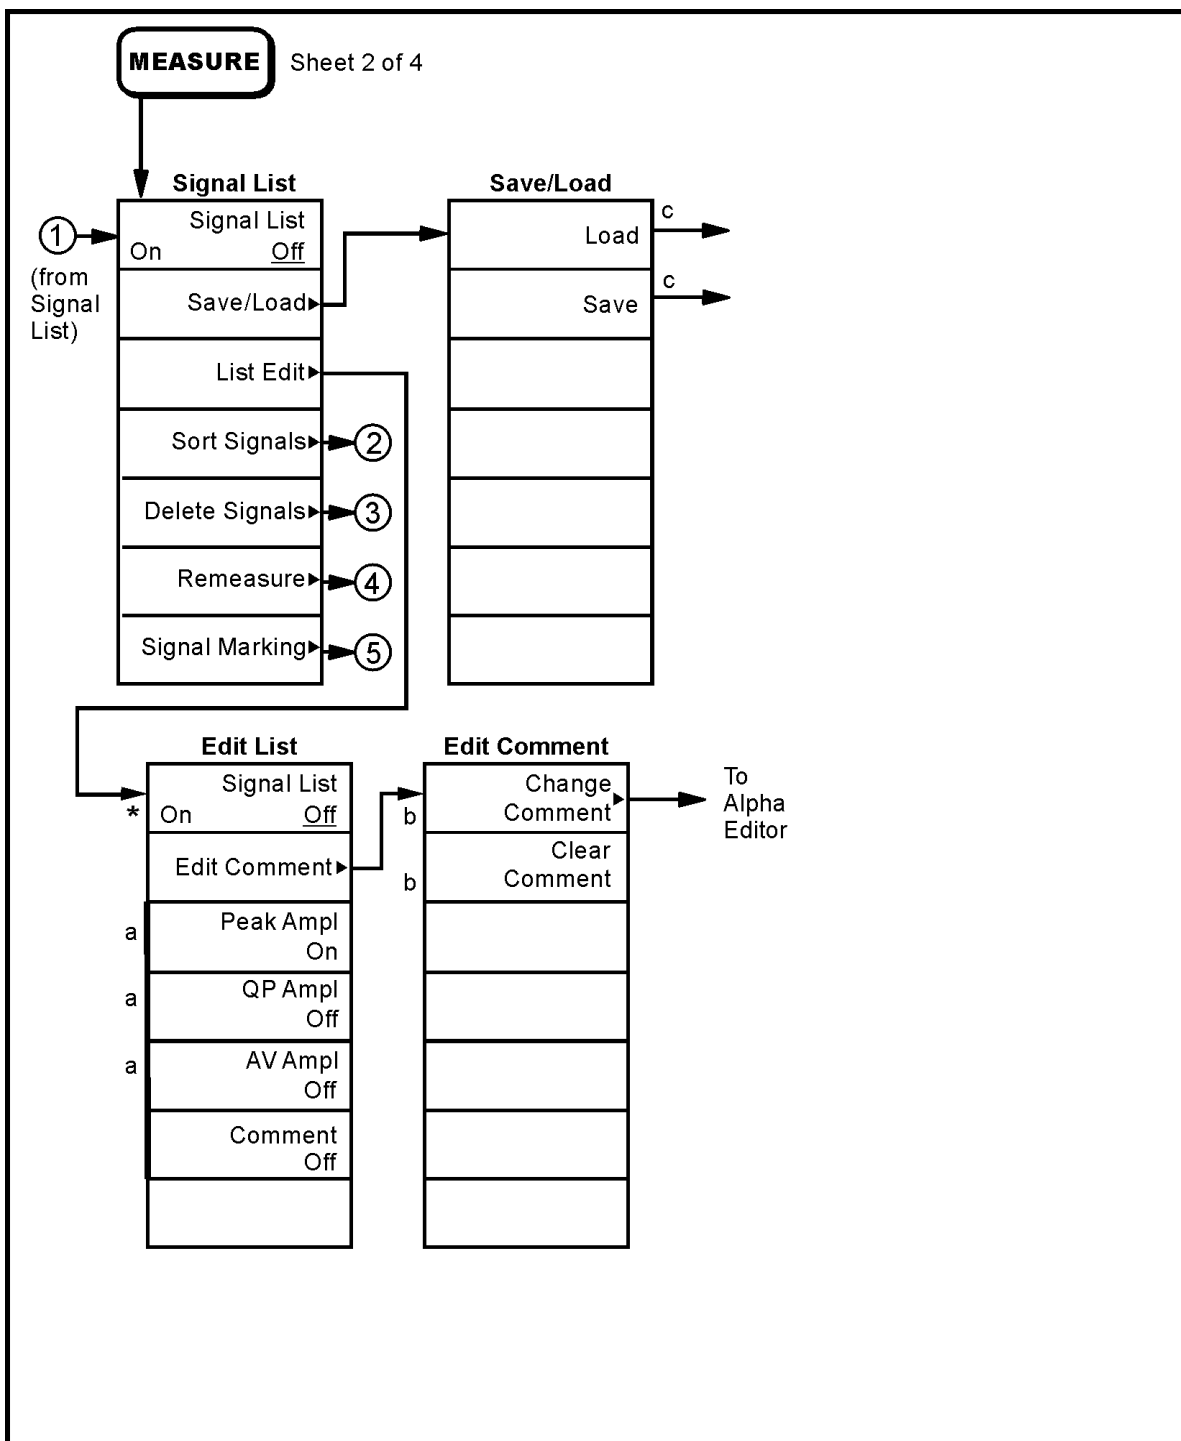 MEASURE Sheet 2 of 4
Signal List
1
(from
Signal
List)
Signal List
On Off
Save/Load
List Edit
Sort Signals 2
Delete Signals 3
Remeasure 4
Signal Marking 5
Save/Load
Load c
Save c
Edit List
Signal List
* On Off
Edit Comment
a Peak Ampl
On
a QP Ampl
Off
a AV Ampl
Off
Comment
Off
Edit Comment
Change
b Comment
Clear
b Comment
To
Alpha
Editor